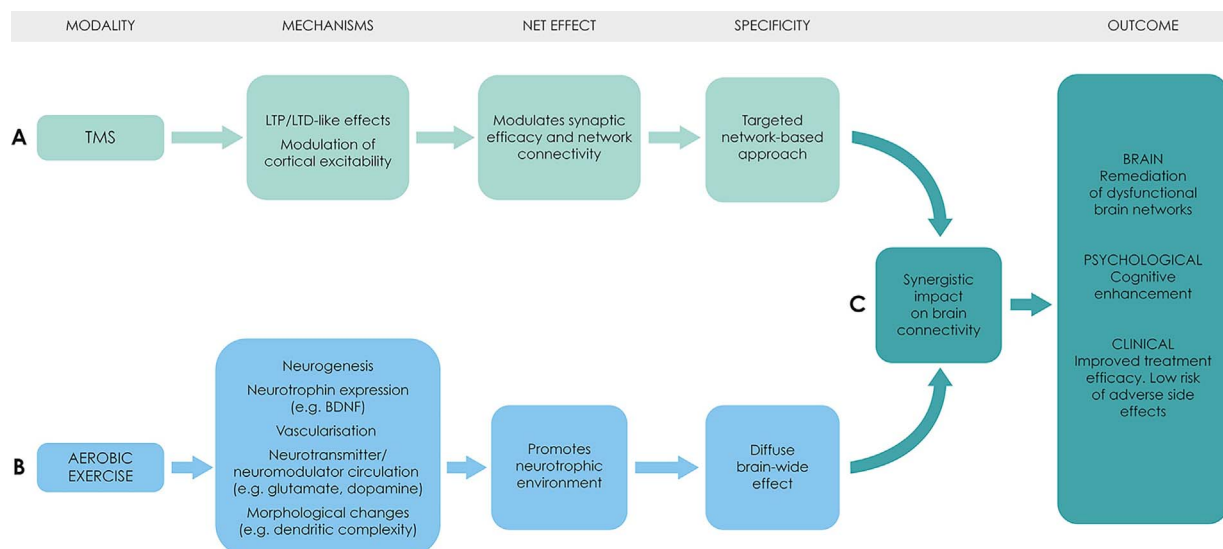 MODALITY
MECHANISMS
NET EFFECT
SPECIFICITY
OUTCOME
A
TMS
LTP/LTD-like effects
Modulation of
cortical excitability
Modulates synaptic
efficacy and network
connectivity
Targeted
network-based
approach
B
AEROBIC
EXERCISE
Neurogenesis
Neurotrophin expression
(e.g. BDNF)
Vascularisation
Neurotransmitter/
neuromodulator circulation
(e.g. glutamate, dopamine)
Morphological changes
(e.g. dendritic complexity)
Promotes
neurotrophic
environment
Diffuse
brain-wide
effect
C
Synergistic
impact
on brain
connectivity
BRAIN
Remediation
of dysfunctional
brain networks
PSYCHOLOGICAL
Cognitive
enhancement
CLINICAL
Improved treatment
efficacy. Low risk
of adverse side
effects